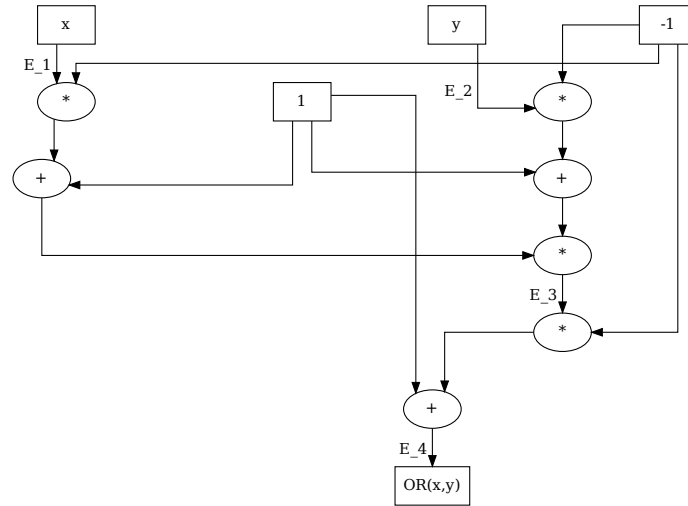 x
y
-1
E_1
*
1
E_2
*
+
+
*
E_3
*
+
E_4
OR(x,y)